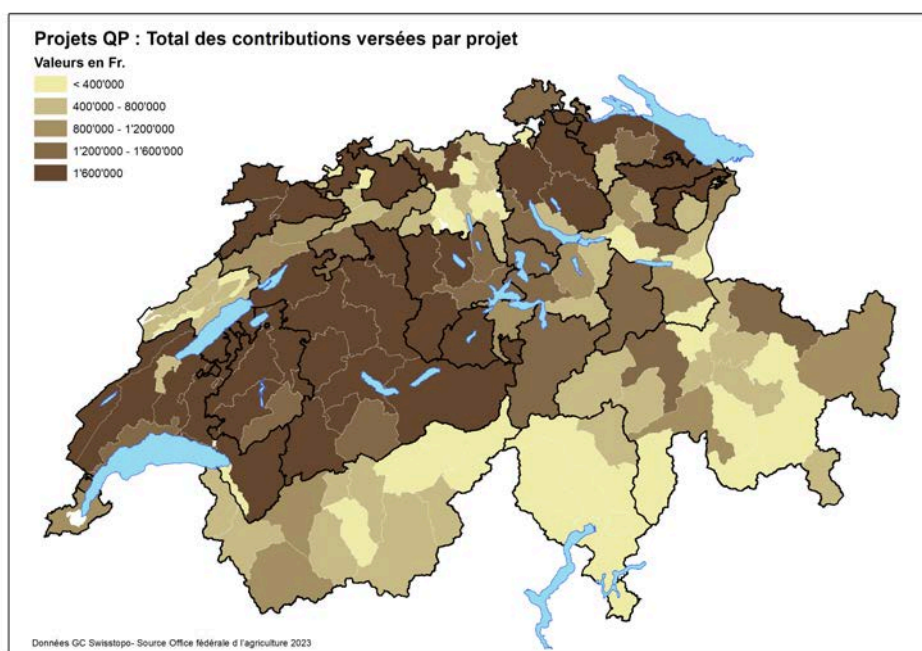 Projets QP : Total des contributions versées par projet
Valeurs en Fr.
< 400'000
400'000 - 800'000
800'000 - 1'200'000
1'200'000 - 1'600'000
1'600'000
Données GC Swisstopo- Source Office fédérale d l'agriculture 2023